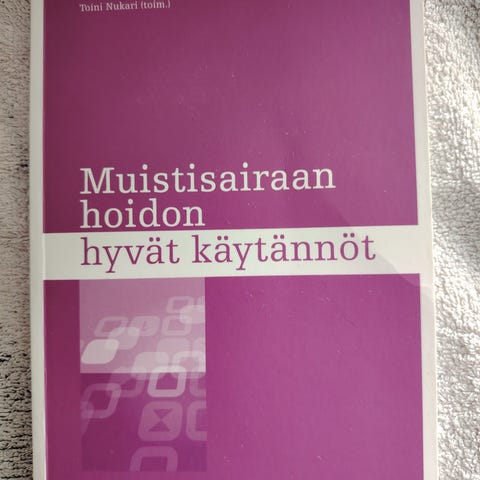 Toini Nukari (toim.)
Muistisairaan
hoidon
hyvät käytännöt